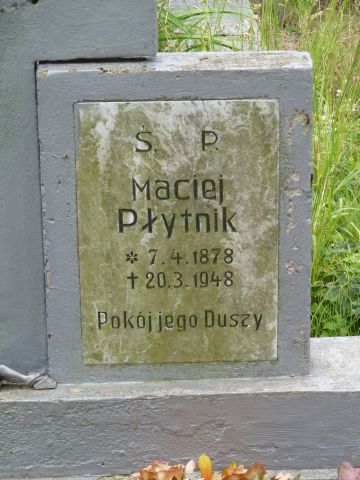 Ś. P.
Maciej
Płytnik
* 7.4.1878
† 20.3.1948
Pokój jego Duszy